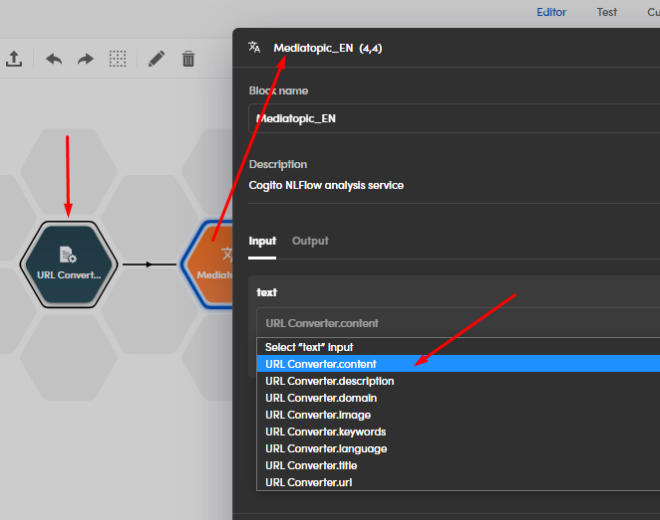 Editor
Test
Mediatopic_EN (4,4)
Block name
Mediatopic_EN
Description
Cogito NLFlow analysis service
Input
Output
URL Convert...
text
URL Converter.content
Select "text" input
URL Converter.content
URL Converter.description
URL Converter.domain
URL Converter.image
URL Converter.keywords
URL Converter.language
URL Converter.title
URL Converter.url